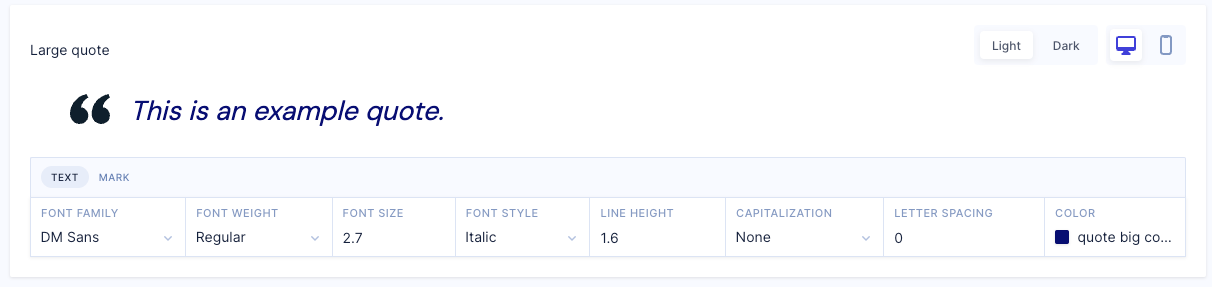 Large quote
Light Dark
❝ This is an example quote.
TEXT MARK
FONT FAMILY FONT WEIGHT FONT SIZE FONT STYLE LINE HEIGHT CAPITALIZATION LETTER SPACING COLOR
DM Sans Regular 2.7 Italic 1.6 None 0 quote big co...